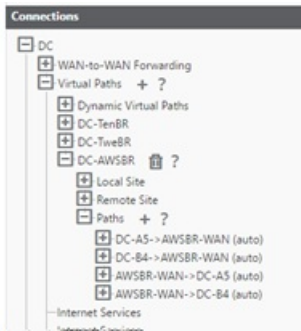 Connections
DC
WAN-to-WAN Forwarding
Virtual Paths + ?
Dynamic Virtual Paths
DC-TenBR
DC-TweBR
DC-AWSBR ?
Local Site
Remote Site
Paths + ?
DC-A5->AWSBR-WAN (auto)
DC-B4->AWSBR-WAN (auto)
AWSBR-WAN->DC-A5 (auto)
AWSBR-WAN->DC-B4 (auto)
Internet Services